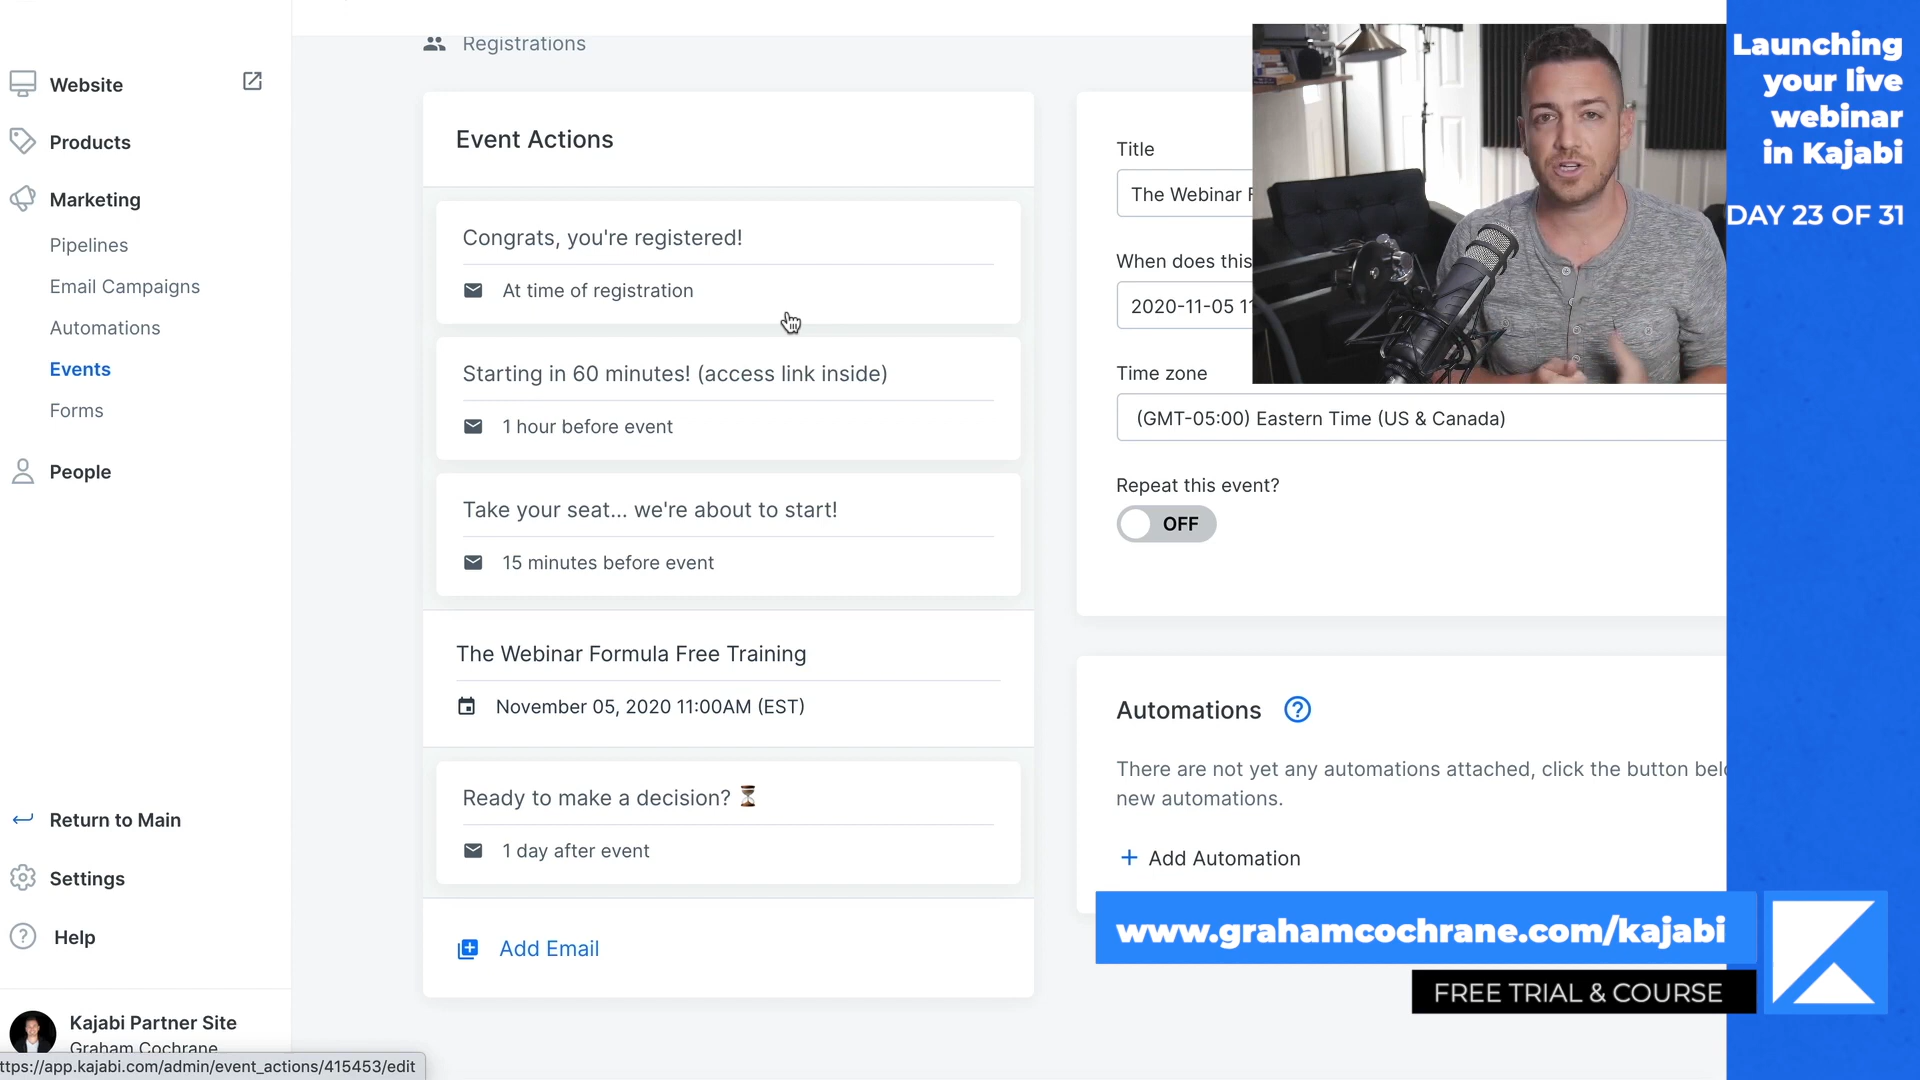 Website
Products
Marketing
Pipelines
Email Campaigns
Automations
Events
Forms
People
Return to Main
Settings
Help
Kajabi Partner Site
Graham Cochrane
ttps://app.kajabi.com/admin/event_actions/415453/edit
Registrations
Event Actions
Congrats, you're registered!
At time of registration
Starting in 60 minutes! (access link inside)
1 hour before event
Take your seat... we're about to start!
15 minutes before event
The Webinar Formula Free Training
November 05, 2020 11:00AM (EST)
Ready to make a decision? ⏳
1 day after event
Add Email
Title
The Webinar
When does this
2020-11-05 1
Time zone
(GMT-05:00) Eastern Time (US & Canada)
Repeat this event?
OFF
Automations
There are not yet any automations attached, click the button
new automations.
+ Add Automation
Launching
your live
webinar
in Kajabi
DAY 23 OF 31
www.grahamcochrane.com/kajabi
FREE TRIAL & COURSE